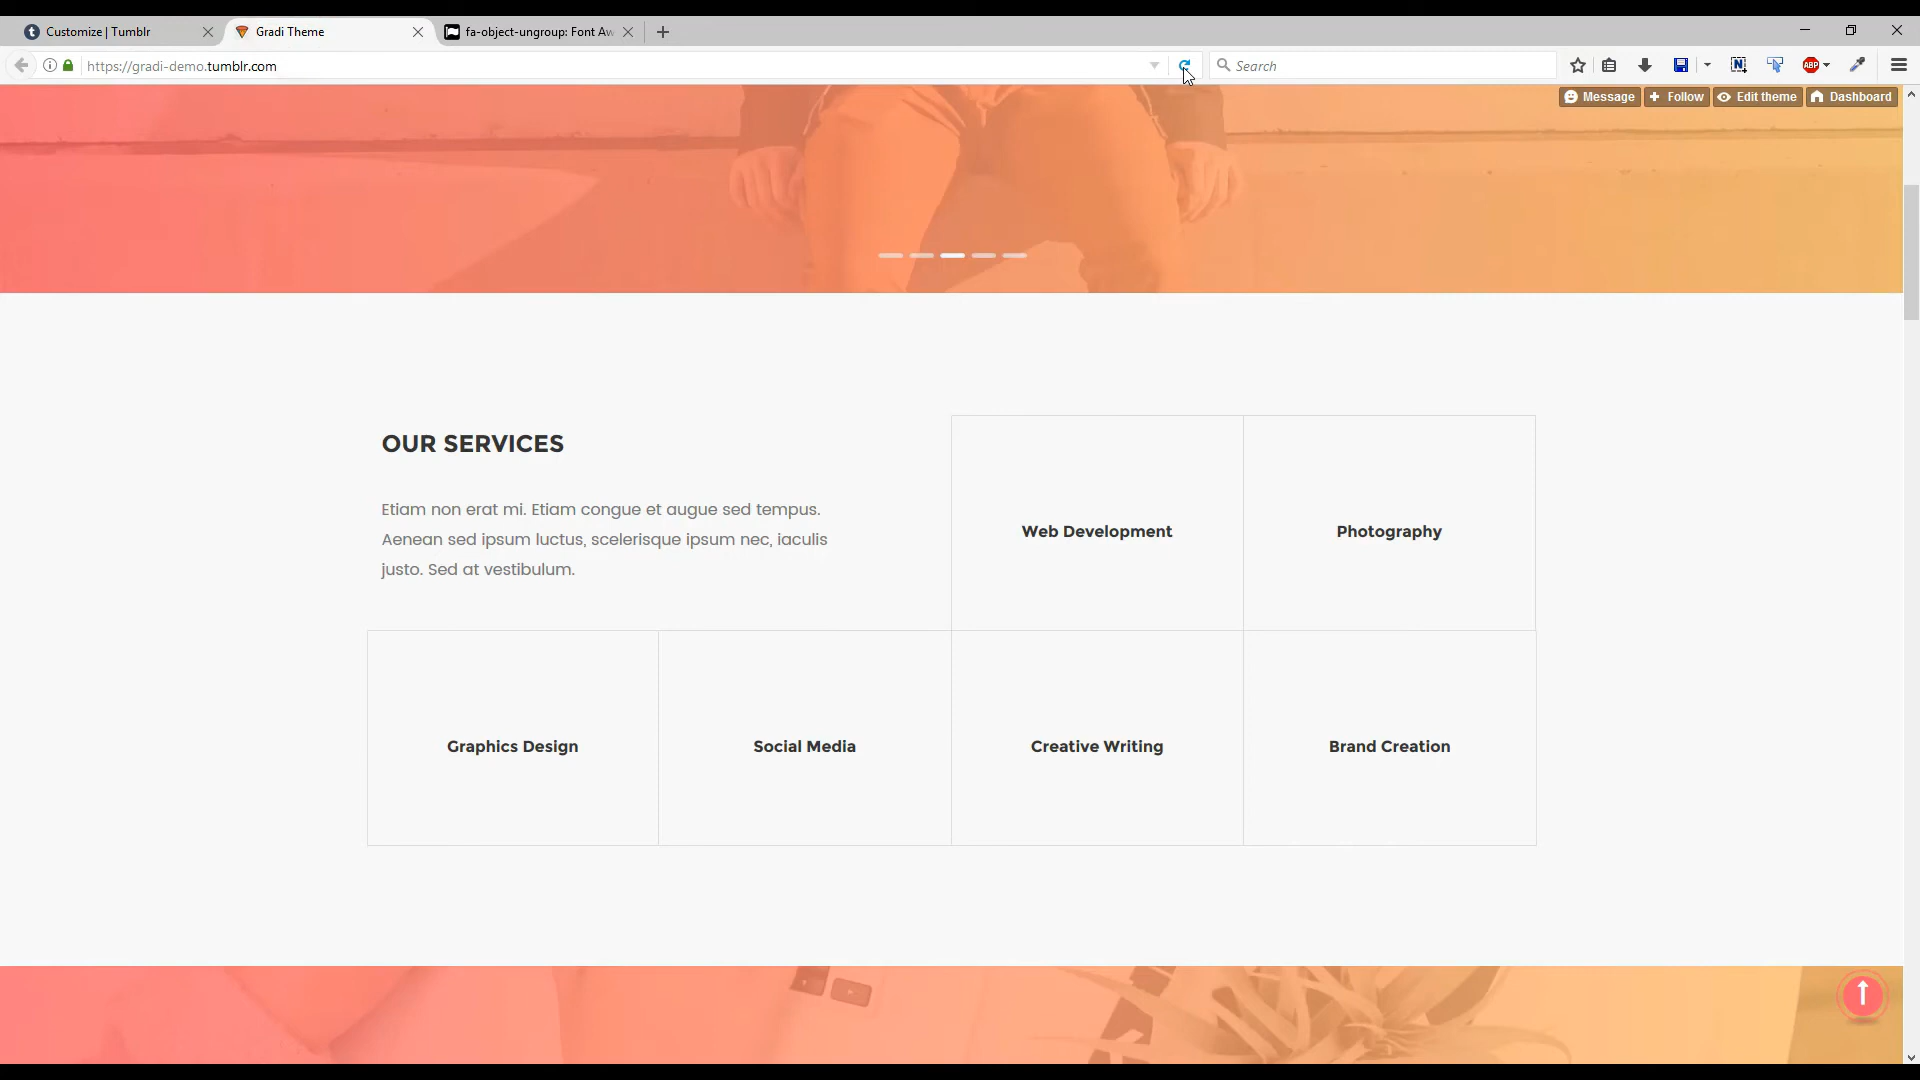 Customize | Tumblr
Gradi Theme
fa-object-ungroup: Font Aw
https://gradi-demo.tumblr.com
Search
ABP
Message
Follow
Edit theme
Dashboard
OUR SERVICES
Etiam non erat mi. Etiam congue et augue sed tempus.
Aenean sed ipsum luctus, scelerisque ipsum nec, iaculis
justo. Sed at vestibulum.
Web Development
Photography
Graphics Design
Social Media
Creative Writing
Brand Creation